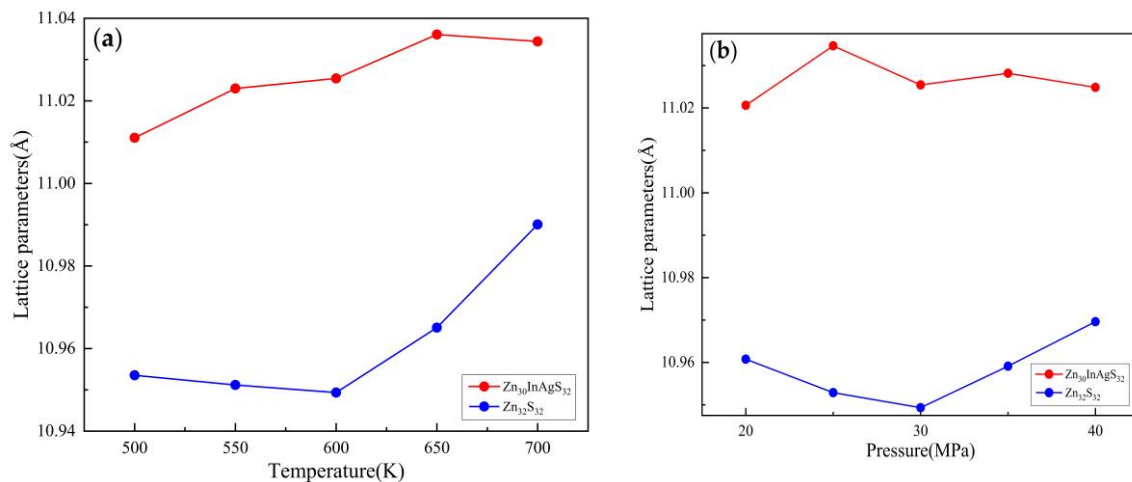 (a)
Lattice parameters(Å)
11.04
11.02
11.00
10.98
10.96
10.94
500 550 600 650 700
Temperature(K)
Zn₃₀InAgS₃₂
Zn₃₂S₃₂
(b)
Lattice parameters(Å)
11.02
11.00
10.98
10.96
20 30 40
Pressure(MPa)
Zn₃₀InAgS₃₂
Zn₃₂S₃₂